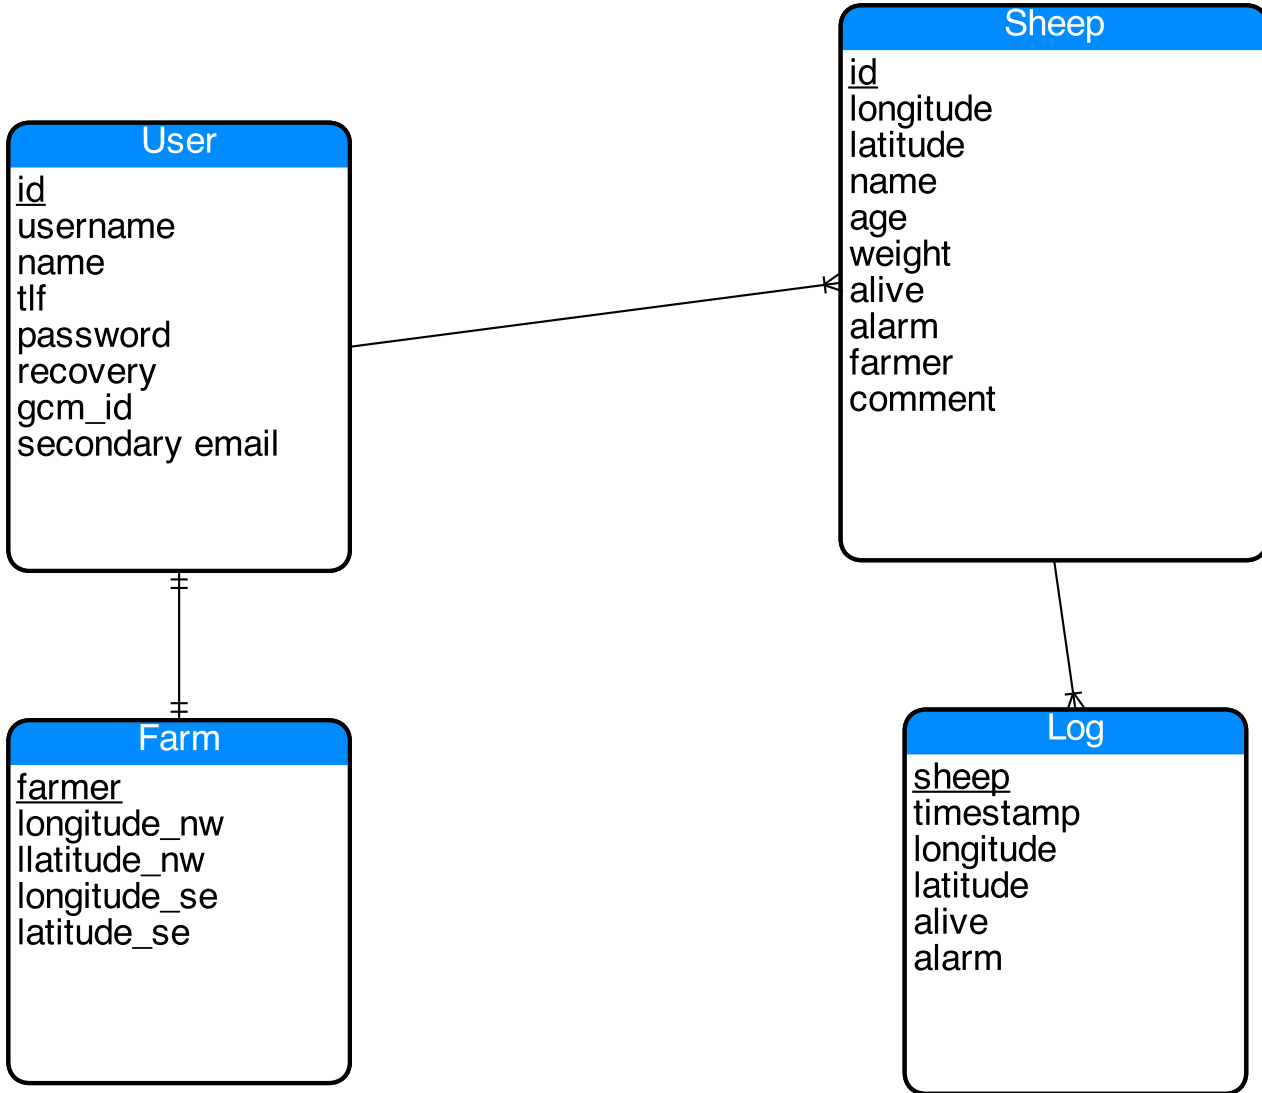 User
id
username
name
tlf
password
recovery
gcm_id
secondary email
Sheep
id
longitude
latitude
name
age
weight
alive
alarm
farmer
comment
Farm
farmer
longitude_nw
llatitude_nw
longitude_se
latitude_se
Log
sheep
timestamp
longitude
latitude
alive
alarm